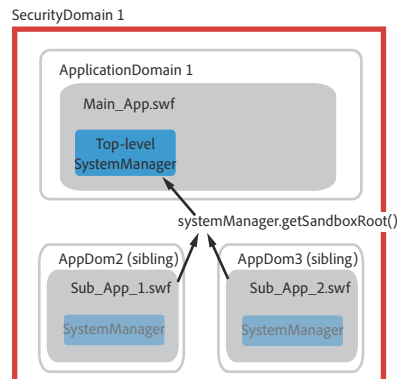 SecurityDomain 1
ApplicationDomain 1
Main_App.swf
Top-level
SystemManager
systemManager.getSandboxRoot()
AppDom2 (sibling)
AppDom3 (sibling)
Sub_App_1.swf
Sub_App_2.swf
SystemManager
SystemManager